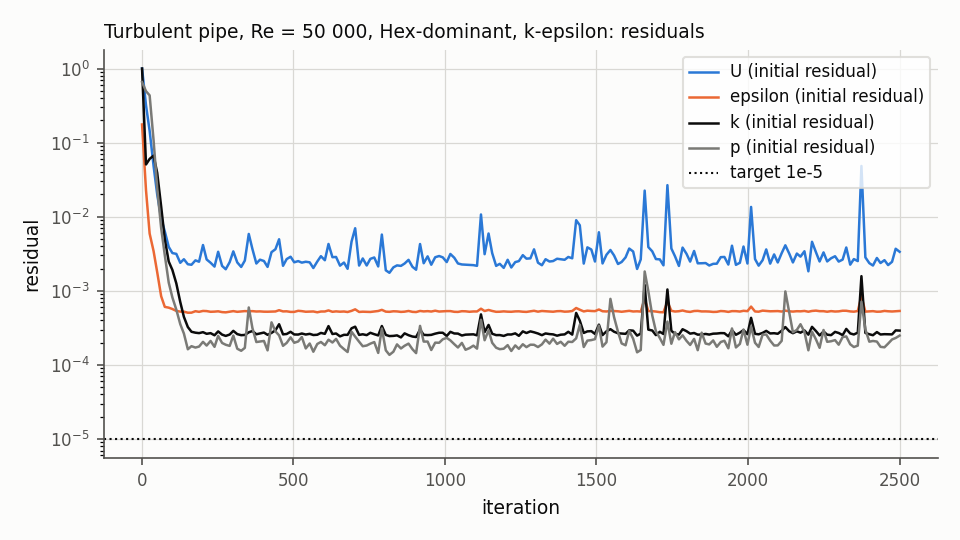 Turbulent pipe, Re = 50 000, Hex-dominant, k-epsilon: residuals
10⁰
10⁻¹
10⁻²
10⁻³
10⁻⁴
10⁻⁵
residual
U (initial residual)
epsilon (initial residual)
k (initial residual)
p (initial residual)
target 1e-5
0
500
1000
1500
2000
2500
iteration